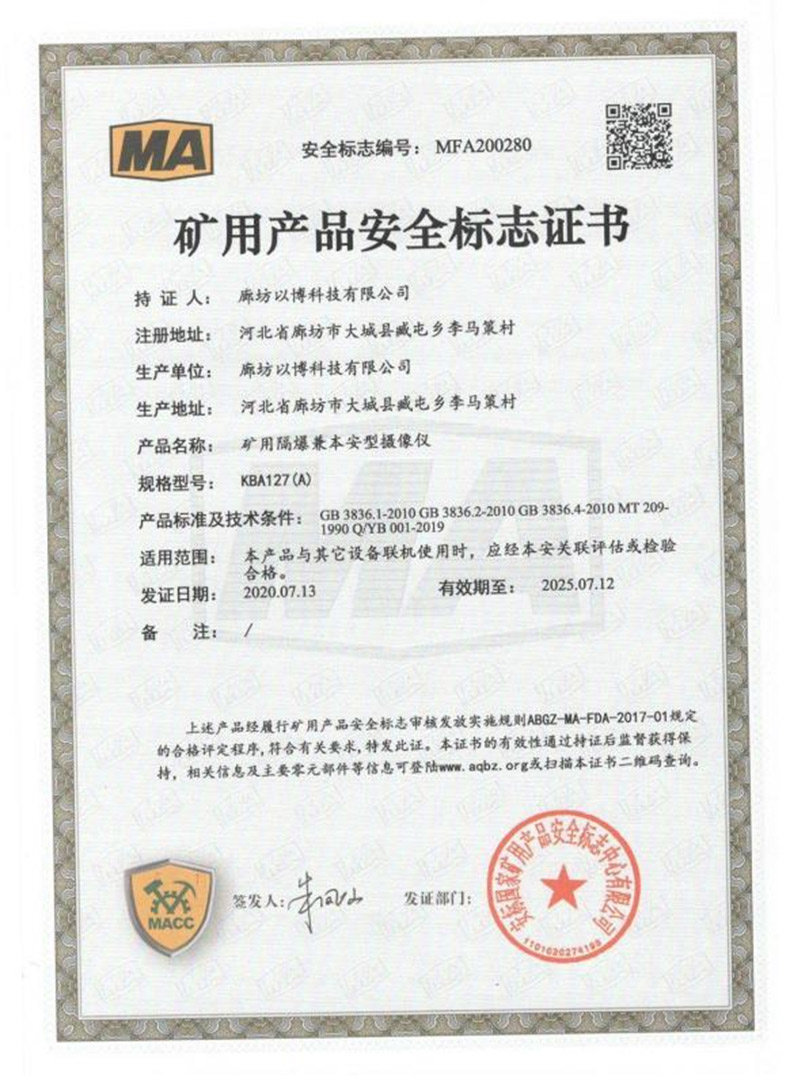 MA
安全标志编号： MFA200280
矿用产品安全标志证书
持 证 人： 廊坊以博科技有限公司
注册地址： 河北省廊坊市大城县臧屯乡李马策村
生产单位： 廊坊以博科技有限公司
生产地址： 河北省廊坊市大城县臧屯乡李马策村
产品名称： 矿用隔爆兼本安型摄像仪
规格型号： KBA127(A)
产品标准及技术条件： GB 3836.1-2010 GB 3836.2-2010 GB 3836.4-2010 MT 209-
1990 Q/YB 001-2019
适用范围： 本产品与其它设备联机使用时，应经本安关联评估或检验
合格。
发证日期： 2020.07.13 有效期至： 2025.07.12
备 注： /
上述产品经履行矿用产品安全标志审核发放实施规则ABGZ-MA-FDA-2017-01规定
的合格评定程序,符合有关要求,特发此证。本证书的有效性通过持证后监督获得保
持，相关信息及主要零元部件等信息可登陆www.aqbz.org或扫描本证书二维码查询。
MACC
签发人: 发证部门:
安标国家矿用产品安全标志中心有限公司
1101020274198